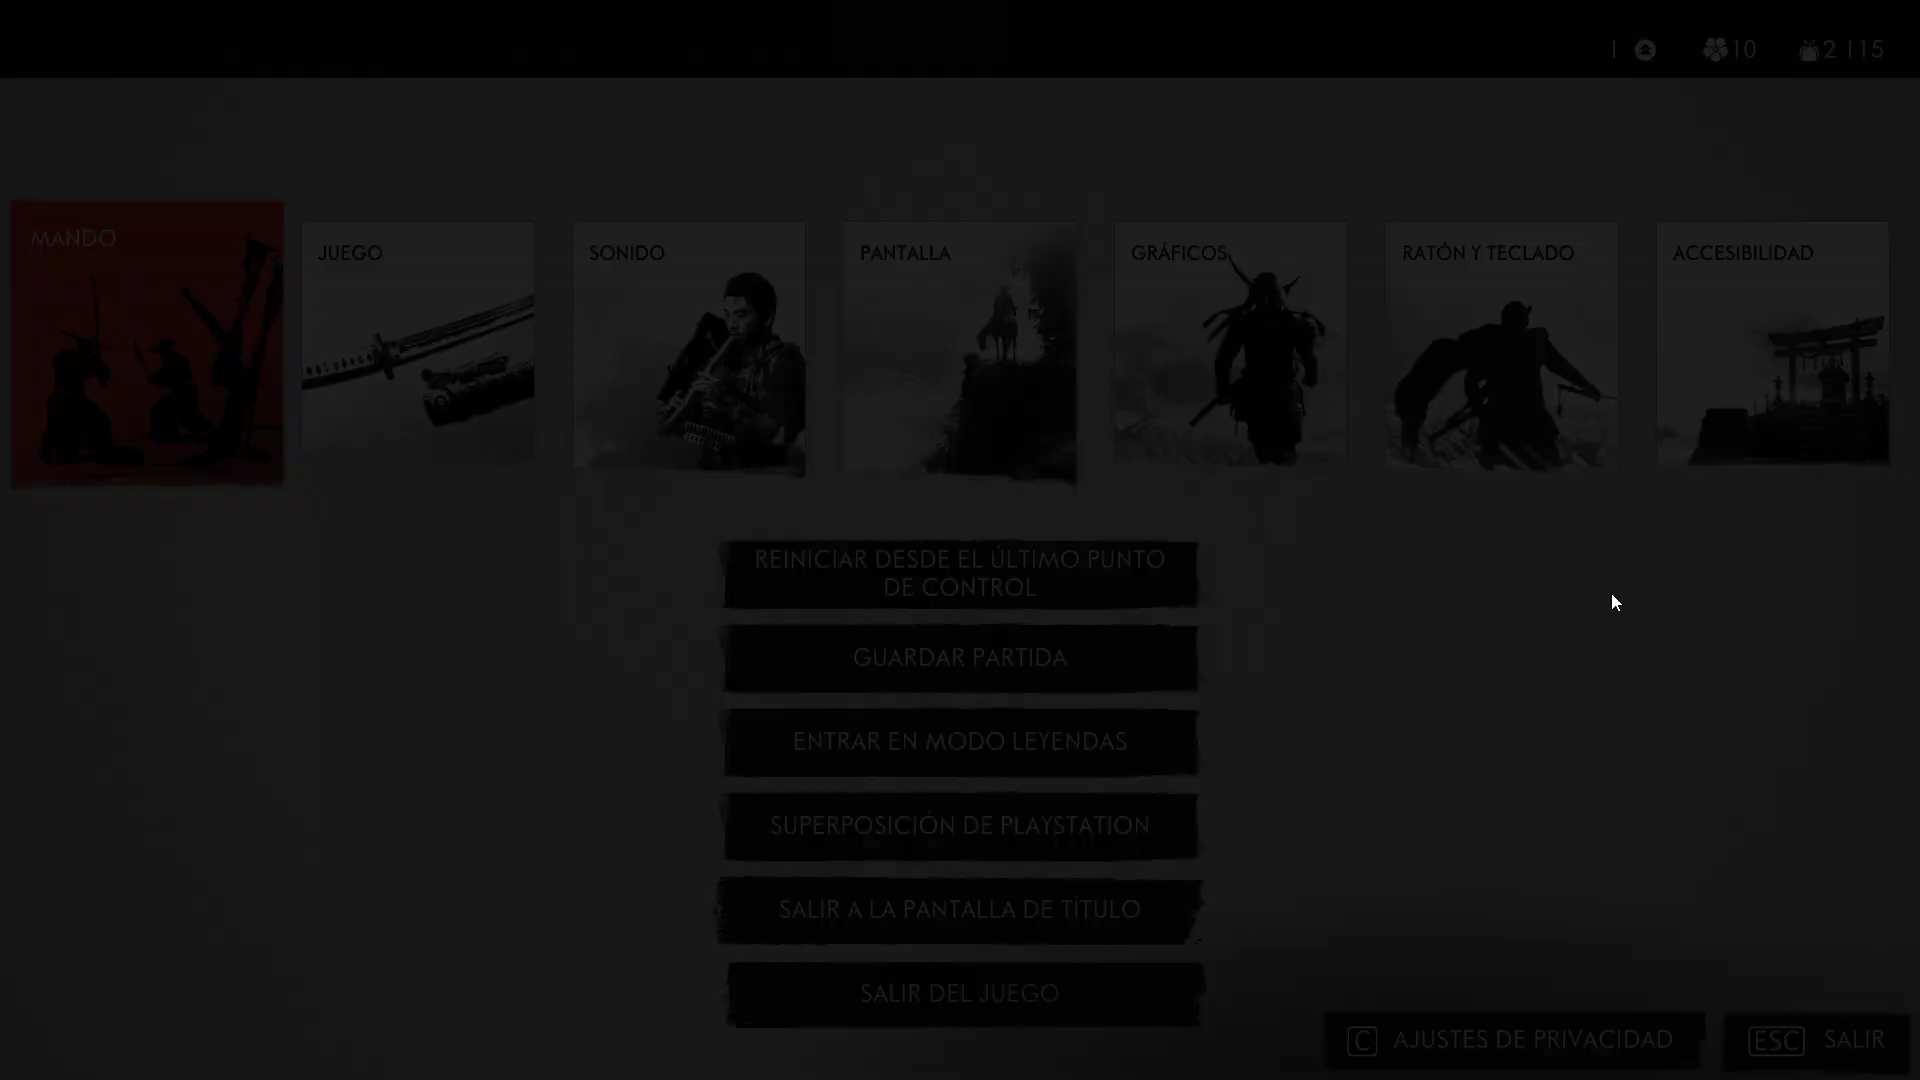 1 10 2 115
MANDO
JUEGO
SONIDO
PANTALLA
GRÁFICOS
RATÓN Y TECLADO
ACCESIBILIDAD
REINICIAR DESDE EL ÚLTIMO PUNTO
DE CONTROL
GUARDAR PARTIDA
ENTRAR EN MODO LEYENDAS
SUPERPOSICIÓN DE PLAYSTATION
SALIR A LA PANTALLA DE TÍTULO
SALIR DEL JUEGO
C AJUSTES DE PRIVACIDAD
ESC SALIR